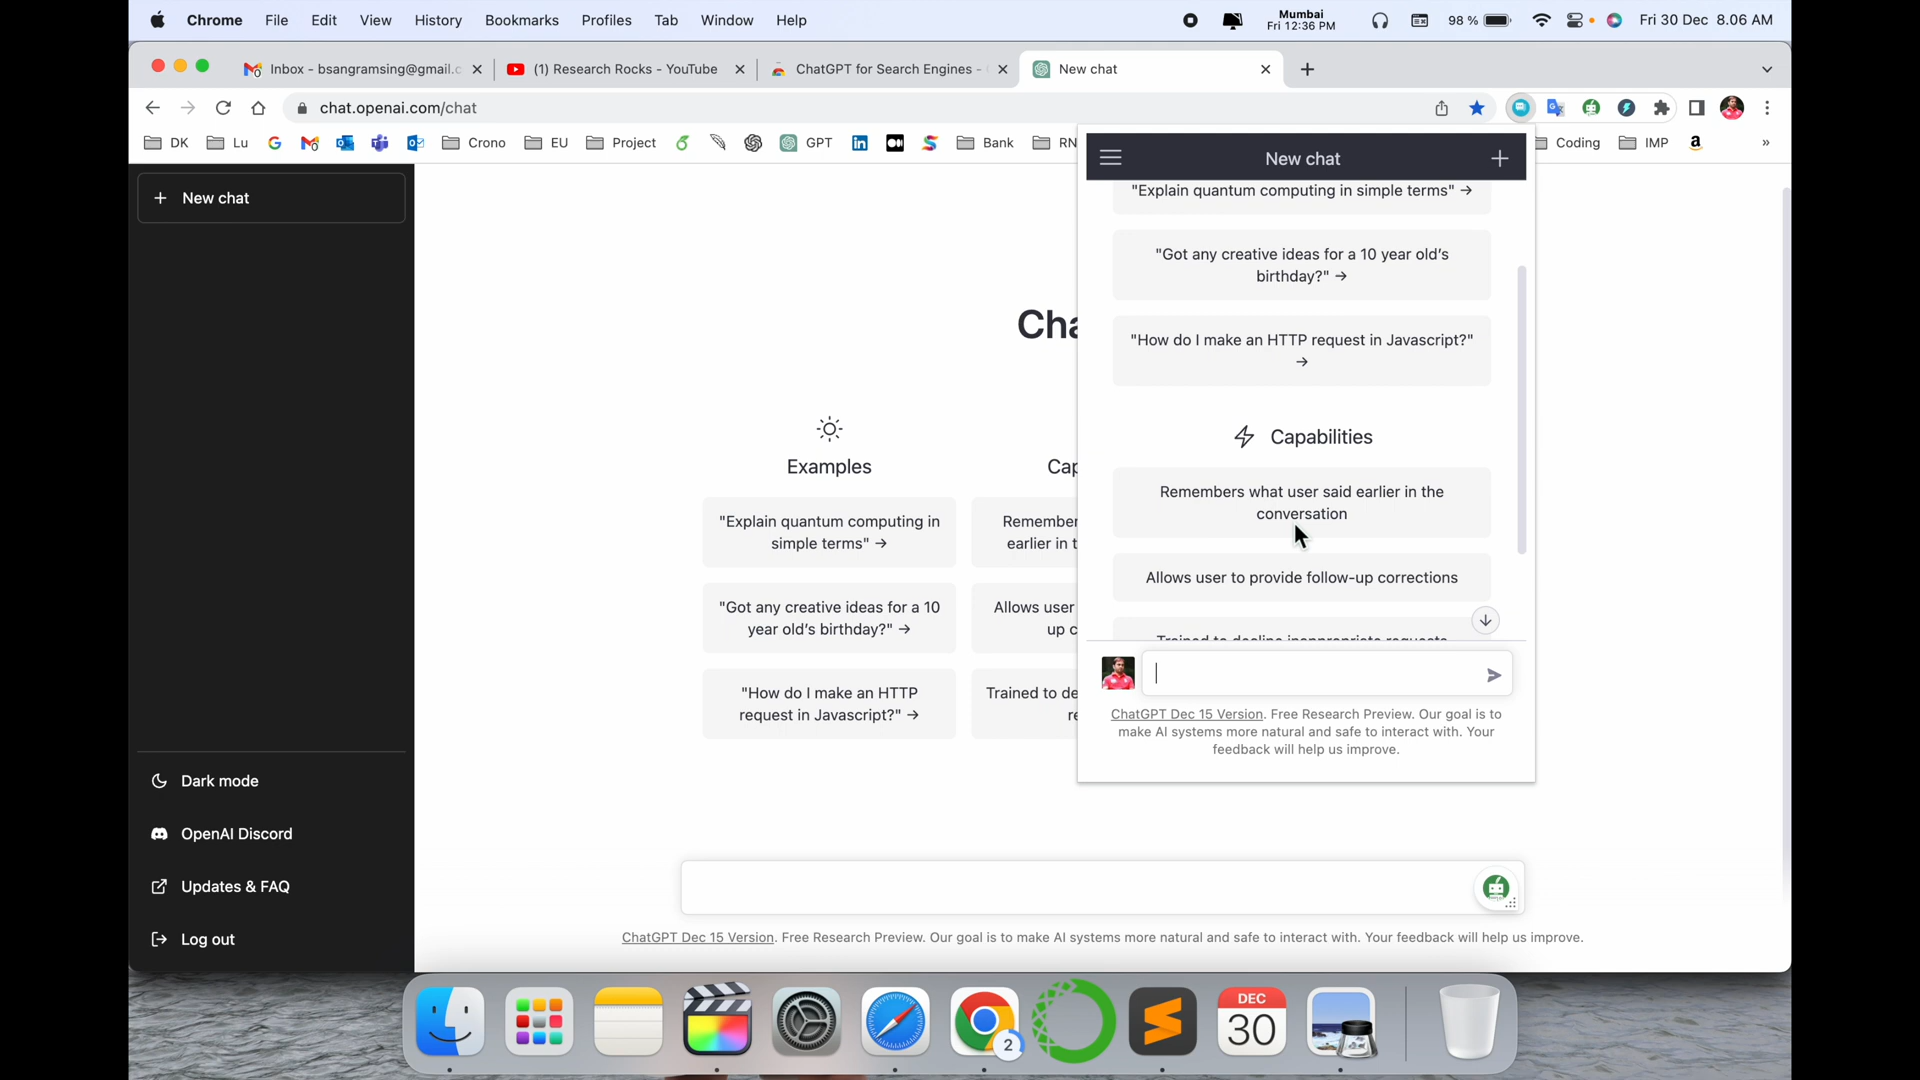 Chrome File Edit View History Bookmarks Profiles Tab Window Help
Mumbai
Fri 12:36 PM
98 %
Fri 30 Dec 8.06 AM
Inbox - bsangramsing@gmail.c
(1) Research Rocks - YouTube
ChatGPT for Search Engines -
New chat
chat.openai.com/chat
DK Lu Crono EU Project GPT Bank RN Coding IMP »
New chat
Dark mode
OpenAI Discord
Updates & FAQ
Log out
Cha
Examples
"Explain quantum computing in
simple terms" →
"Got any creative ideas for a 10
year old's birthday?" →
"How do I make an HTTP
request in Javascript?" →
Cap
Remember
earlier in t
Allows user
up c
Trained to de
re
New chat
"Explain quantum computing in simple terms" →
"Got any creative ideas for a 10 year old's
birthday?" →
"How do I make an HTTP request in Javascript?"
→
Capabilities
Remembers what user said earlier in the
conversation
Allows user to provide follow-up corrections
Trained to decline inappropriate requests
ChatGPT Dec 15 Version. Free Research Preview. Our goal is to
make AI systems more natural and safe to interact with. Your
feedback will help us improve.
ChatGPT Dec 15 Version. Free Research Preview. Our goal is to make AI systems more natural and safe to interact with. Your feedback will help us improve.
2
DEC
30